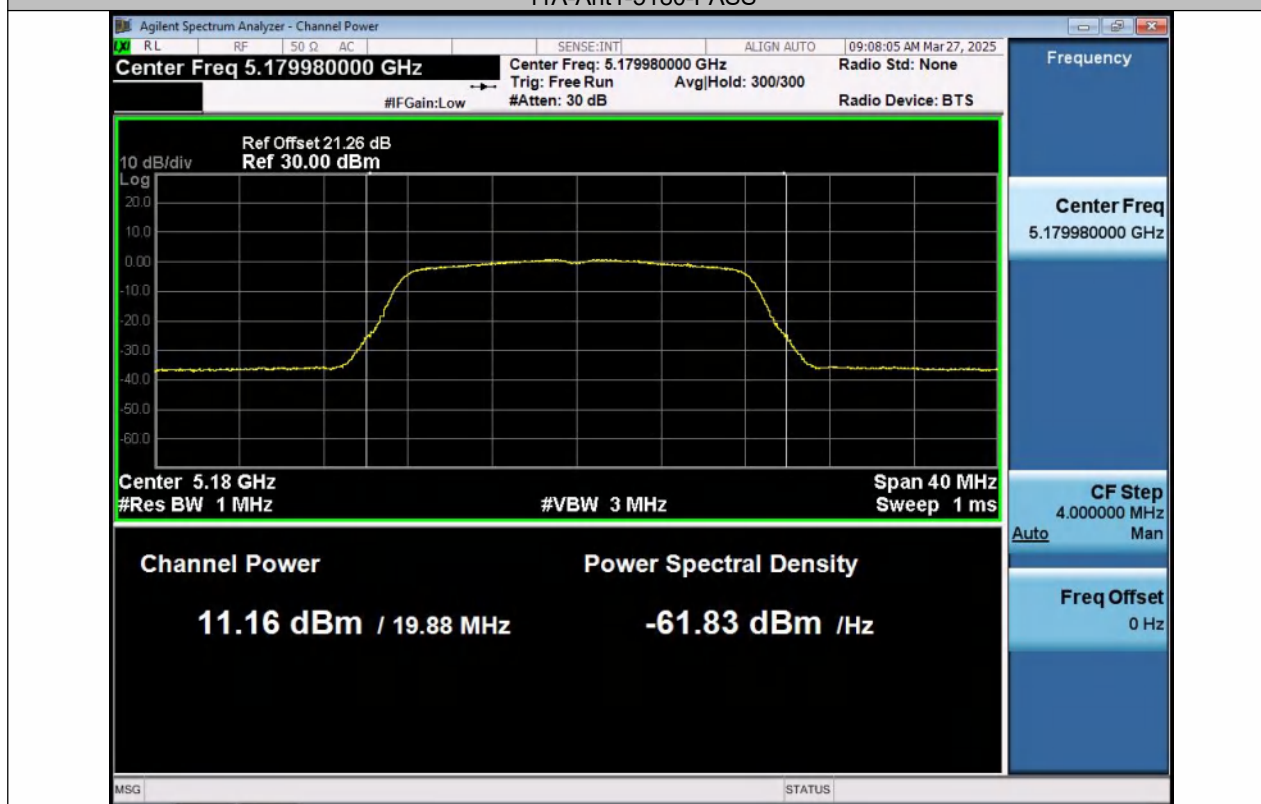 11A-Ant1-5180-PASS
Agilent Spectrum Analyzer - Channel Power
LXI RL RF 50 Ω AC SENSE:INT ALIGN AUTO 09:08:05 AM Mar 27, 2025
Center Freq 5.179980000 GHz
Center Freq: 5.179980000 GHz
Radio Std: None
Trig: Free Run Avg|Hold: 300/300
#IFGain:Low
#Atten: 30 dB
Radio Device: BTS
Ref Offset 21.26 dB
10 dB/div Ref 30.00 dBm
Log
20.0
10.0
0.00
-10.0
-20.0
-30.0
-40.0
-50.0
-60.0
Center 5.18 GHz Span 40 MHz
#Res BW 1 MHz #VBW 3 MHz Sweep 1 ms
Channel Power
Power Spectral Density
11.16 dBm / 19.88 MHz
-61.83 dBm /Hz
MSG
STATUS
Frequency
Center Freq
5.179980000 GHz
CF Step
4.000000 MHz
Auto Man
Freq Offset
0 Hz